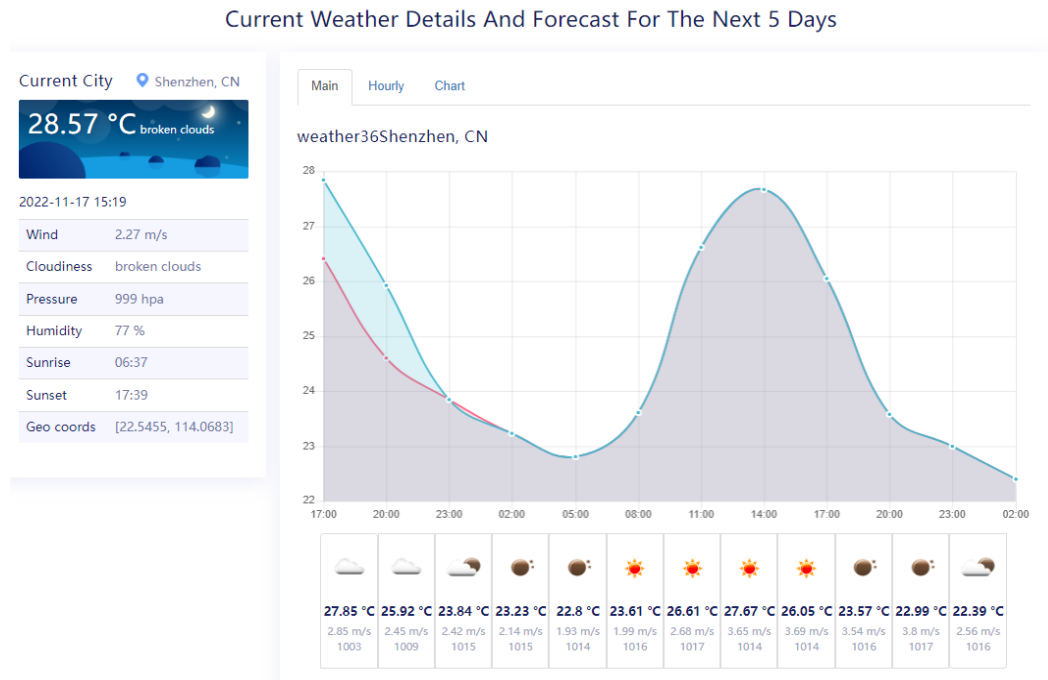 Current Weather Details And Forecast For The Next 5 Days
Current City Shenzhen, CN
28.57 °C broken clouds
2022-11-17 15:19
Wind 2.27 m/s
Cloudiness broken clouds
Pressure 999 hpa
Humidity 77 %
Sunrise 06:37
Sunset 17:39
Geo coords [22.5455, 114.0683]
Main Hourly Chart
weather36Shenzhen, CN
28
27
26
25
24
23
22
17:00 20:00 23:00 02:00 05:00 08:00 11:00 14:00 17:00 20:00 23:00 02:00
27.85 °C 25.92 °C 23.84 °C 23.23 °C 22.8 °C 23.61 °C 26.61 °C 27.67 °C 26.05 °C 23.57 °C 22.99 °C 22.39 °C
2.85 m/s 2.45 m/s 2.42 m/s 2.14 m/s 1.93 m/s 1.99 m/s 2.68 m/s 3.65 m/s 3.69 m/s 3.54 m/s 3.8 m/s 2.56 m/s
1003 1009 1015 1015 1014 1016 1017 1014 1014 1016 1017 1016